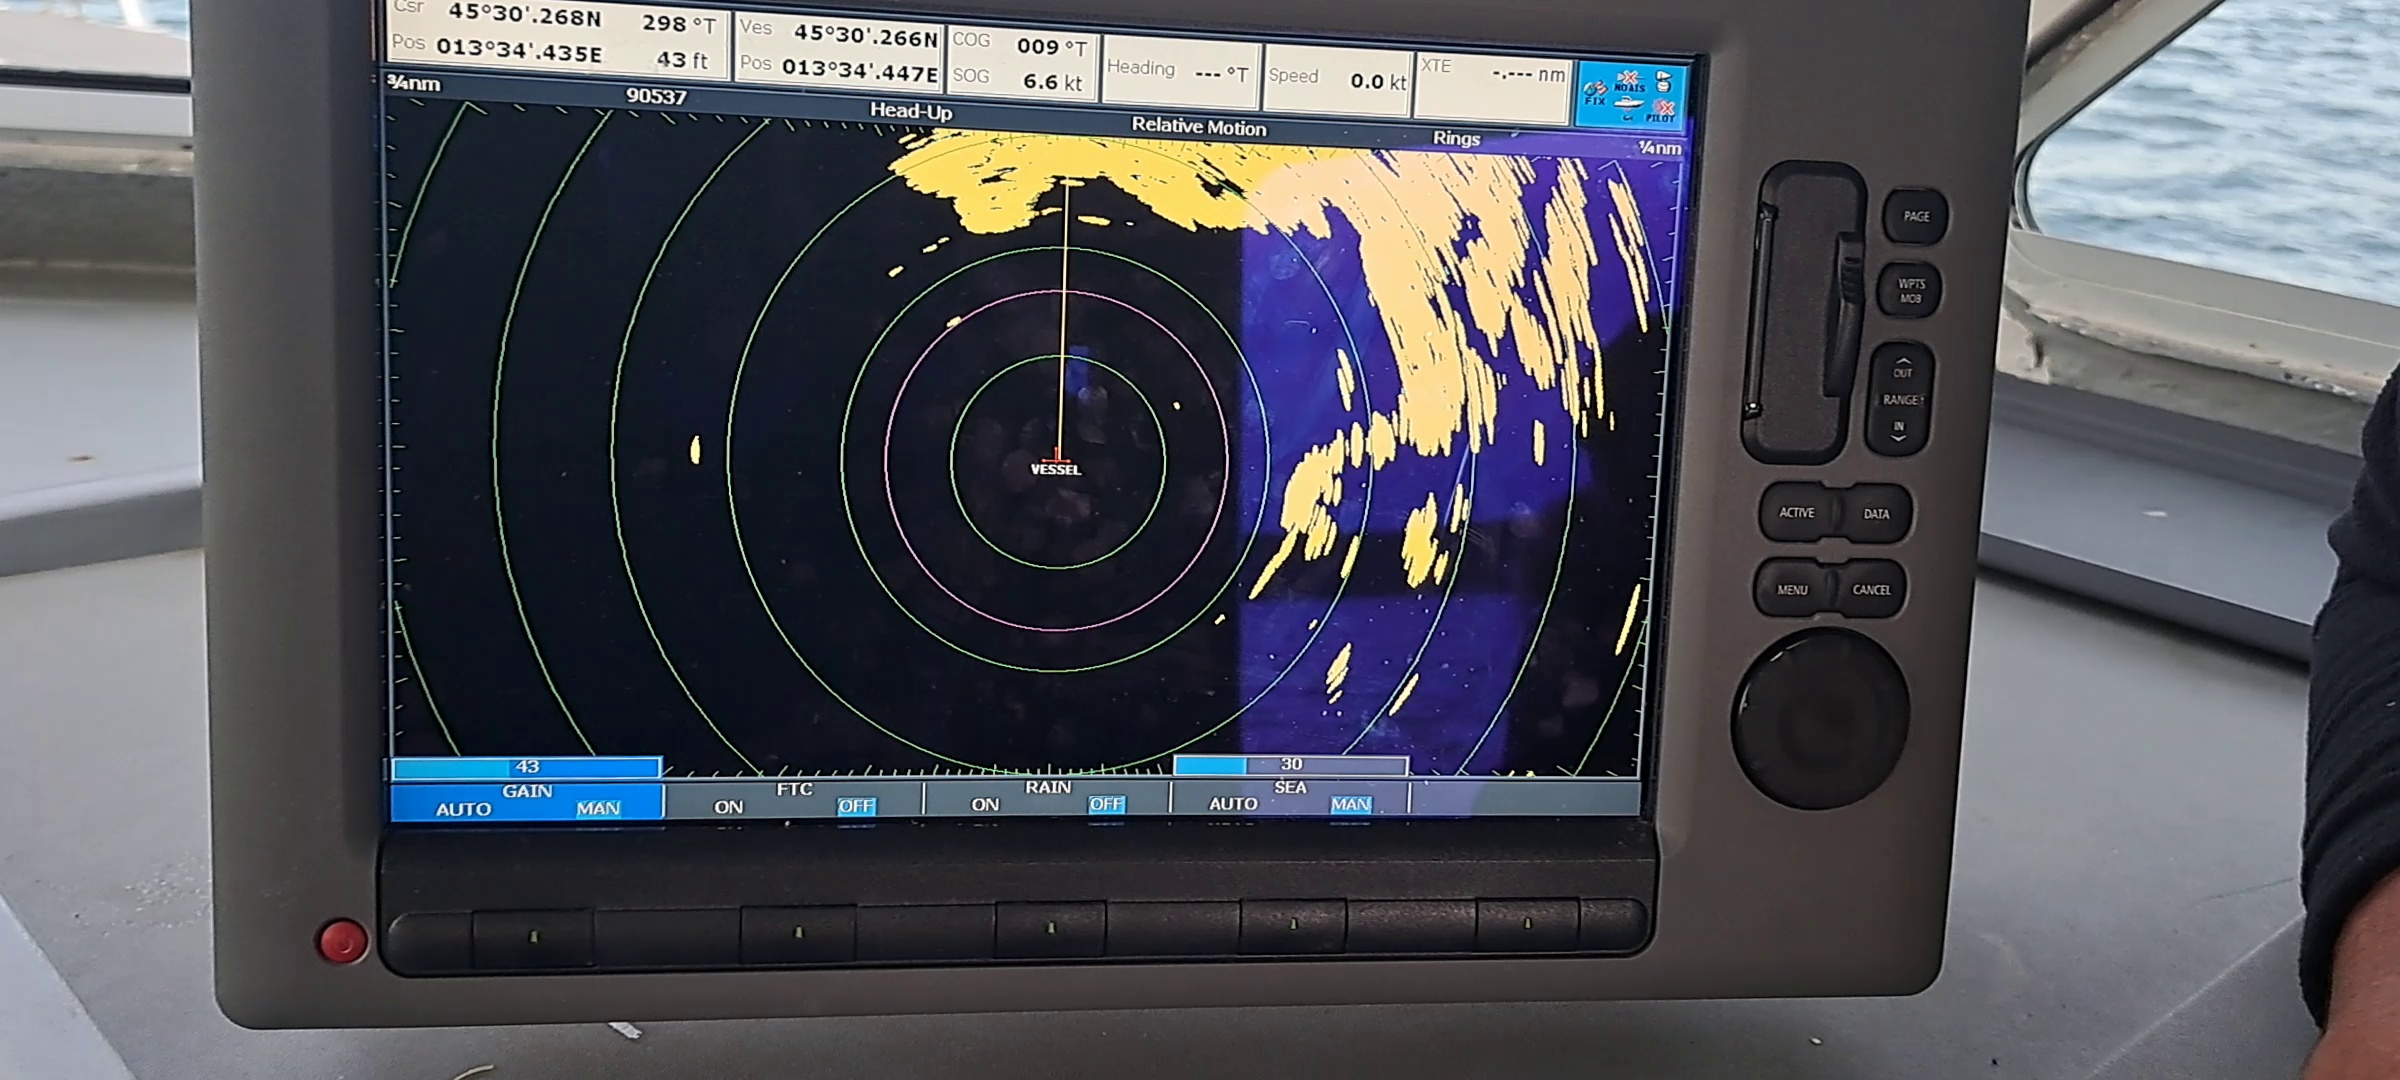 Csr 45°30'.268N 298 °T
Pos 013°34'.435E 43 ft
Ves 45°30'.266N
Pos 013°34'.447E
COG 009 °T
SOG 6.6 kt
Heading --- °T
Speed 0.0 kt
XTE -.--- nm
FIX NO AIS PILOT
¾nm 90537 Head-Up Relative Motion Rings ¼nm
VESSEL
43
GAIN
AUTO MAN
FTC
ON OFF
RAIN
ON OFF
30
SEA
AUTO MAN
PAGE
WPTS
MOB
OUT
RANGE
IN
ACTIVE DATA
MENU CANCEL